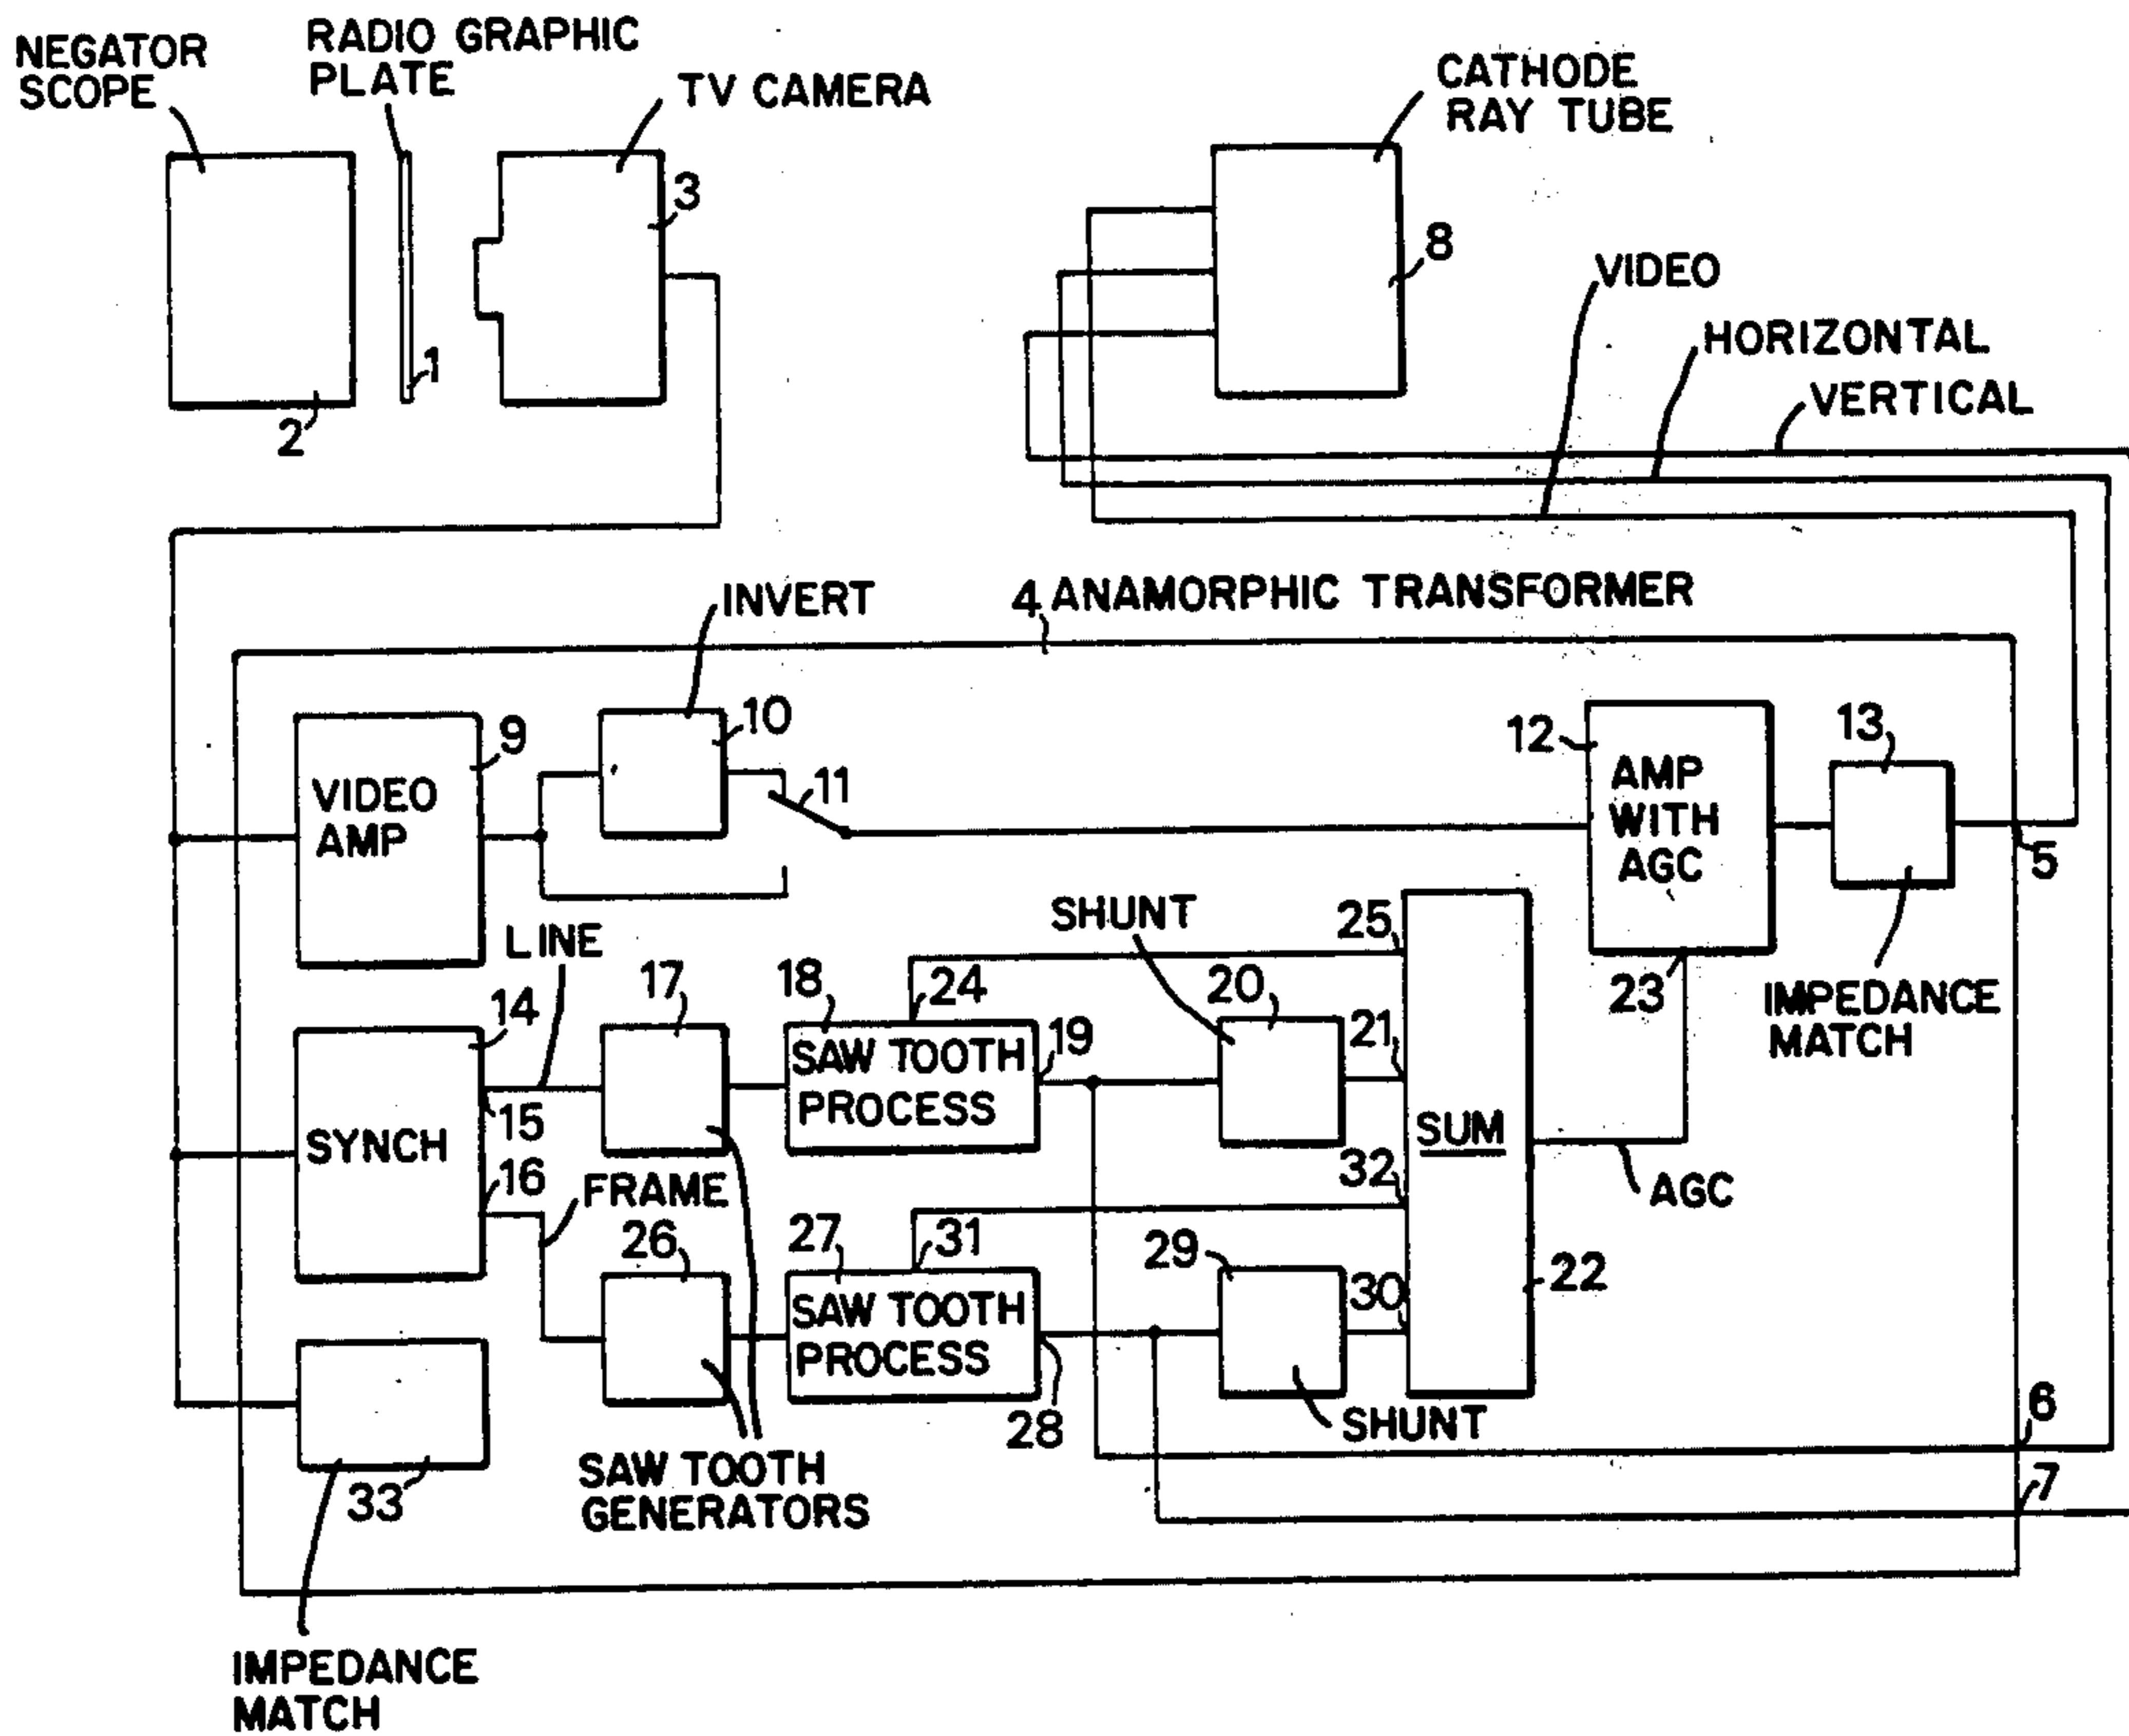 NEGATOR
SCOPE
RADIO GRAPHIC
PLATE
TV CAMERA
CATHODE
RAY TUBE
3
8
1
2
VIDEO
HORIZONTAL
VERTICAL
4 ANAMORPHIC TRANSFORMER
INVERT
9
10
11
12
13
VIDEO
AMP
AMP
WITH
AGC
5
LINE
SHUNT
25
23
IMPEDANCE
MATCH
14
17
18
24
20
21
19
SAW TOOTH
PROCESS
15
SYNCH
SUM
16
FRAME
32
AGC
26
27
31
29
30
22
SAW TOOTH
PROCESS
28
SHUNT
6
7
33
SAW TOOTH
GENERATORS
IMPEDANCE
MATCH